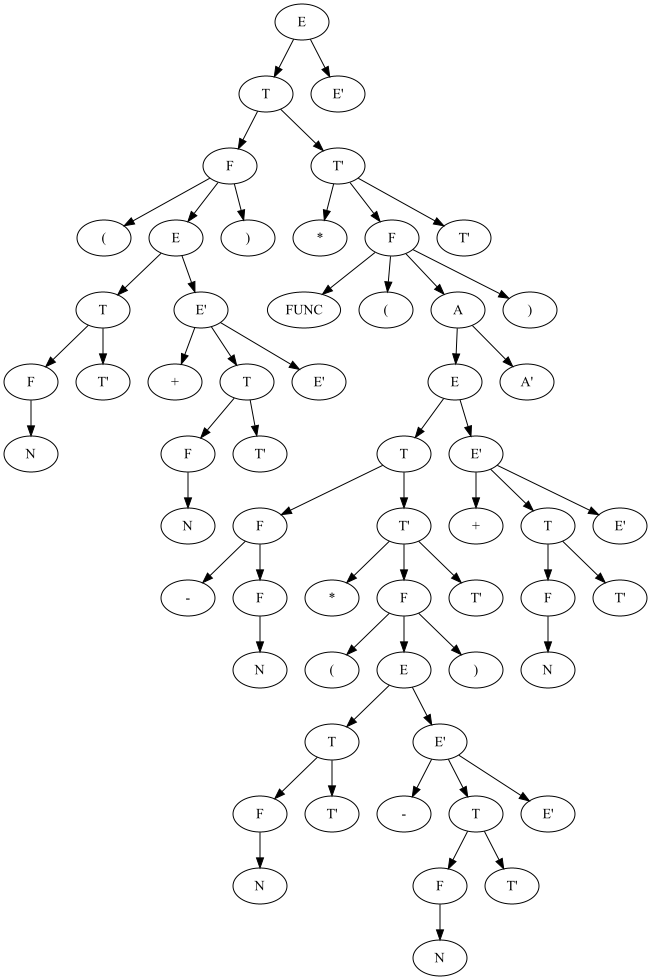 E
T E'
F T'
( E ) * F T'
T E' FUNC ( A )
F T' + T E' E A'
N F T' T E'
N F T' + T E'
- F * F T' F T'
N ( E ) N
T E'
F T' - T E'
N F T'
N